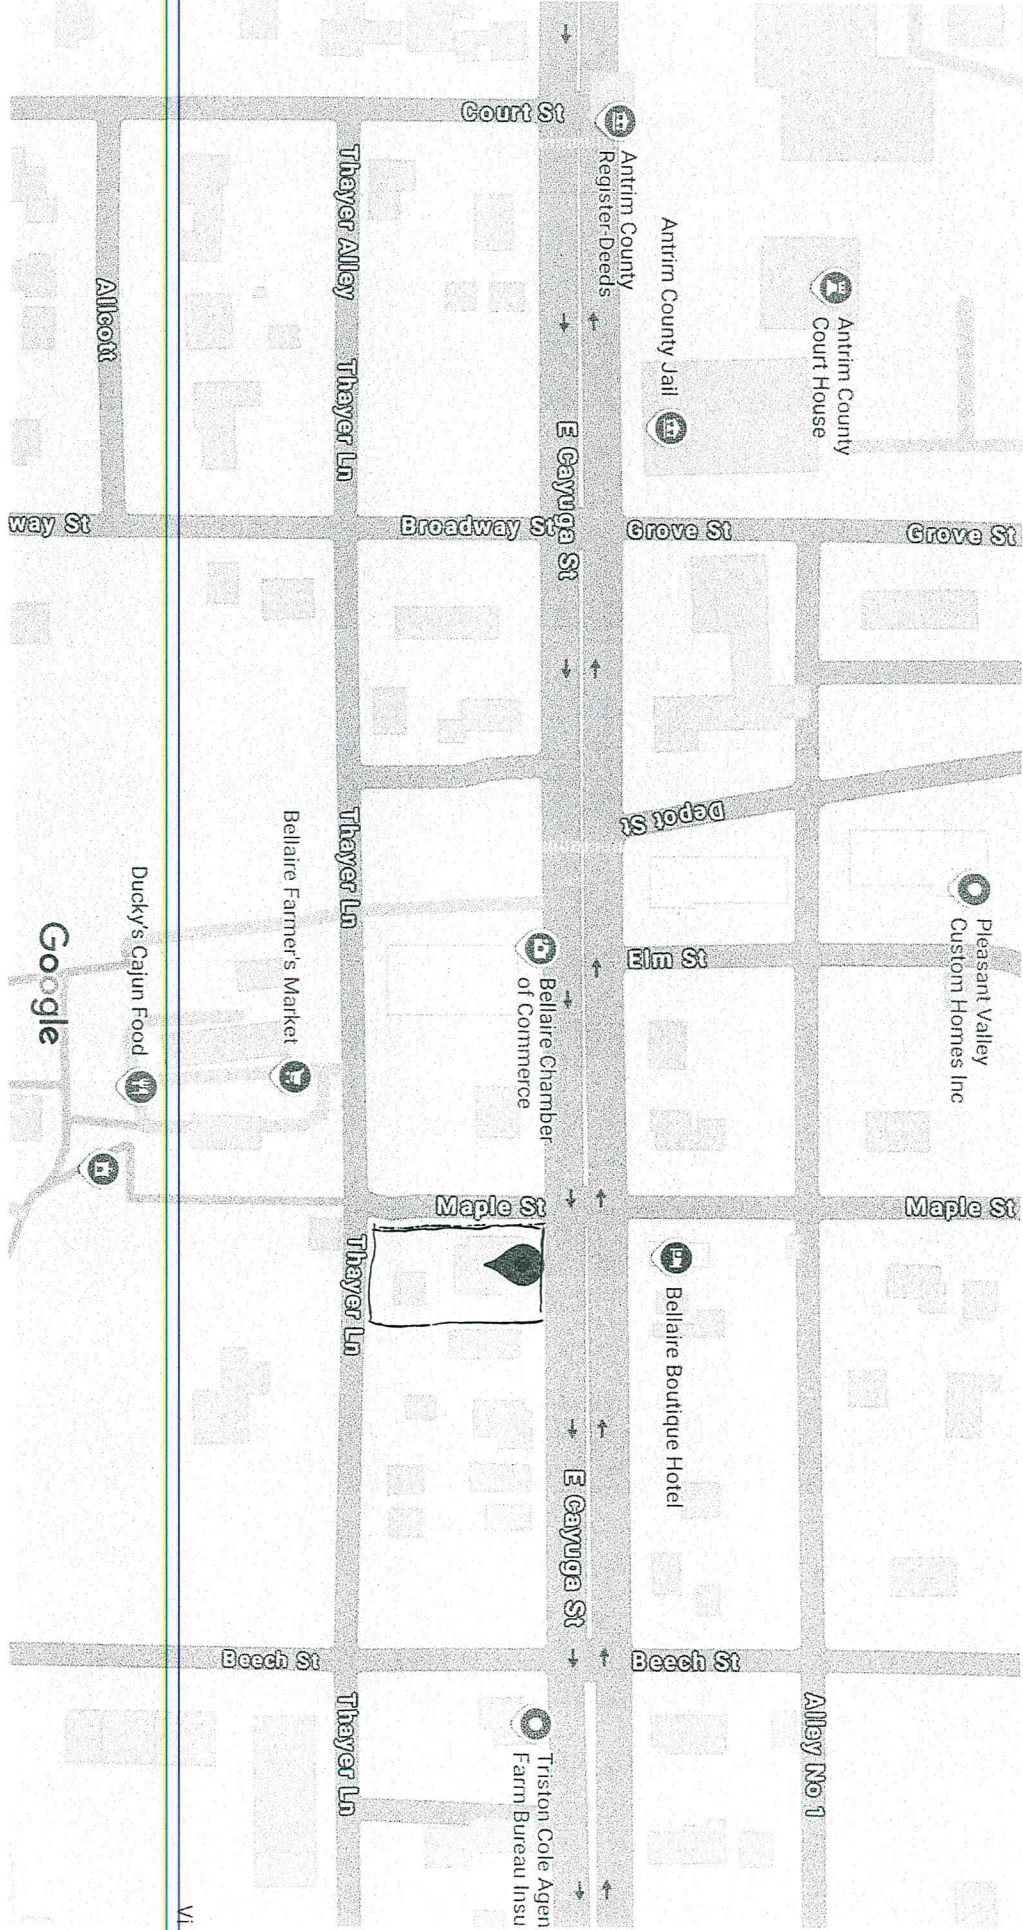 Court St
Antrim County
Register-Deeds
Antrim County Jail
Antrim County
Court House
Thayer Alley
Thayer Ln
Allcott
E Cayuga St
way St
Broadway St
Grove St
Grove St
Depot St
Elm St
Pleasant Valley
Custom Homes Inc
Thayer Ln
Bellaire Farmer's Market
Ducky's Cajun Food
Google
Bellaire Chamber
of Commerce
Maple St
Maple St
Thayer Ln
Bellaire Boutique Hotel
E Cayuga St
Beech St
Beech St
Thayer Ln
Alley No 1
Triston Cole Agen
Farm Bureau Insu
Vi